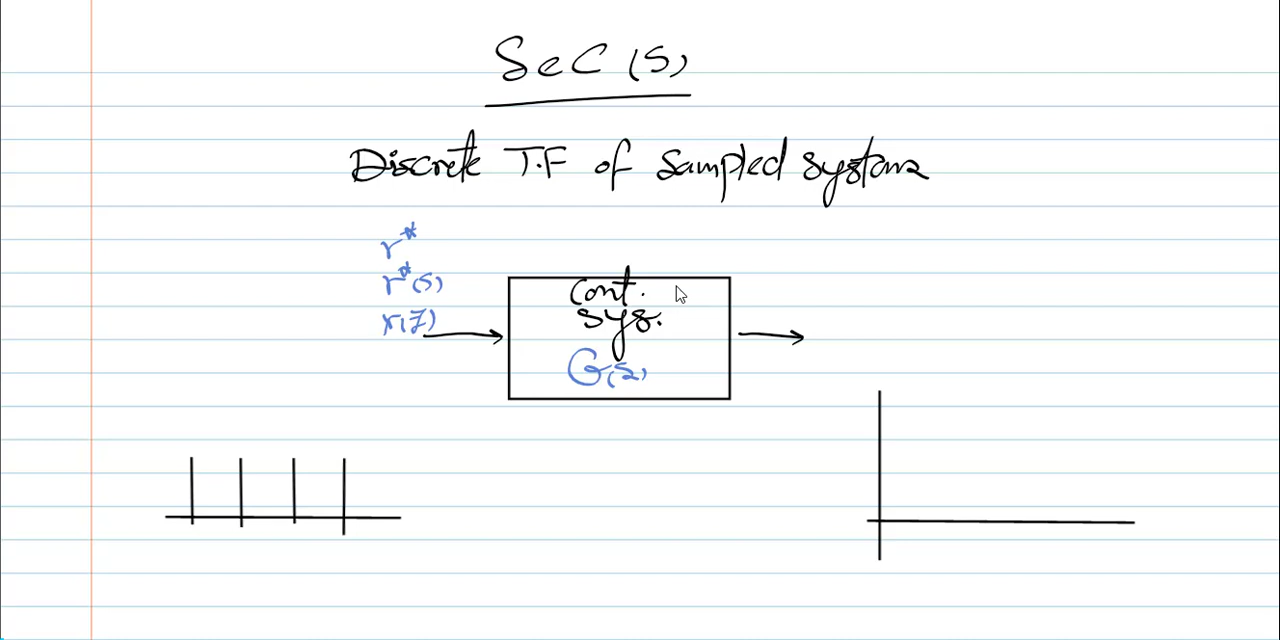 Sec (5)
Discrete T.F of Sampled systems
r*
r*(s)
r(z)
Cont.
sys.
G(s)